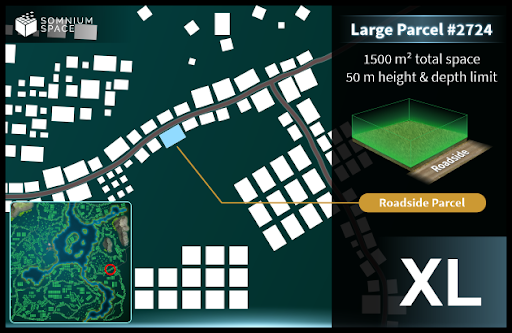 SOMNIUM
SPACE
Large Parcel #2724
1500 m² total space
50 m height & depth limit
Roadside
Roadside Parcel
XL